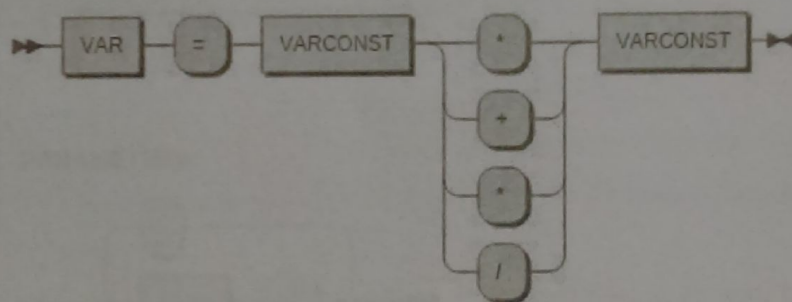 VAR = VARCONST * VARCONST
+
*
/